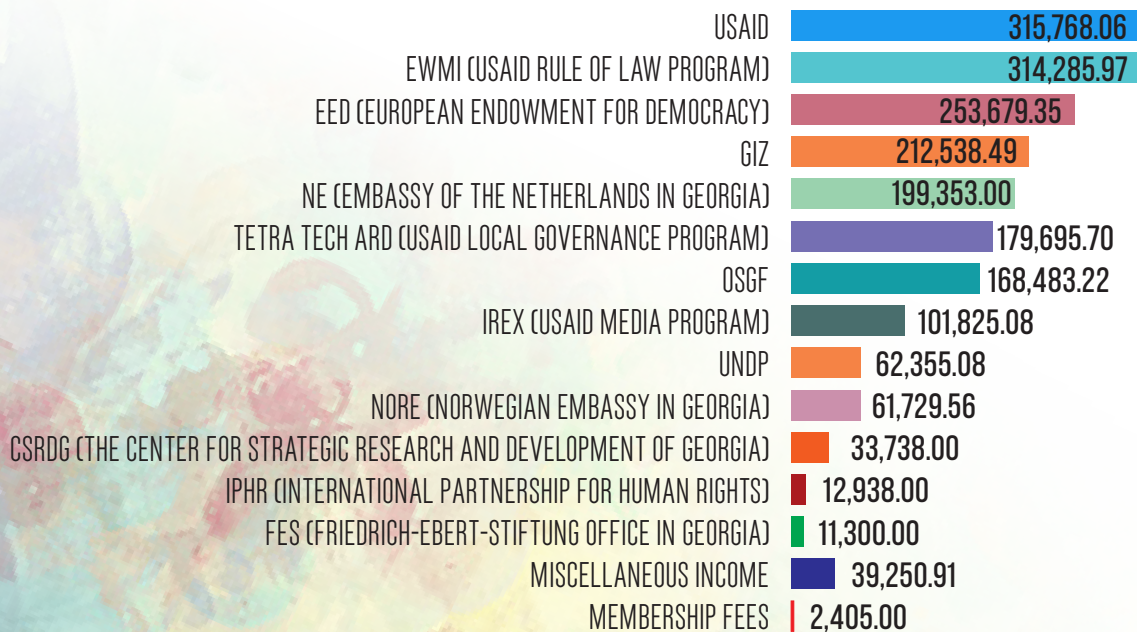 USAID 315,768.06
EWMI (USAID RULE OF LAW PROGRAM) 314,285.97
EED (EUROPEAN ENDOWMENT FOR DEMOCRACY) 253,679.35
GIZ 212,538.49
NE (EMBASSY OF THE NETHERLANDS IN GEORGIA) 199,353.00
TETRA TECH ARD (USAID LOCAL GOVERNANCE PROGRAM) 179,695.70
OSGF 168,483.22
IREX (USAID MEDIA PROGRAM) 101,825.08
UNDP 62,355.08
NORE (NORWEGIAN EMBASSY IN GEORGIA) 61,729.56
CSRDG (THE CENTER FOR STRATEGIC RESEARCH AND DEVELOPMENT OF GEORGIA) 33,738.00
IPHR (INTERNATIONAL PARTNERSHIP FOR HUMAN RIGHTS) 12,938.00
FES (FRIEDRICH-EBERT-STIFTUNG OFFICE IN GEORGIA) 11,300.00
MISCELLANEOUS INCOME 39,250.91
MEMBERSHIP FEES 2,405.00